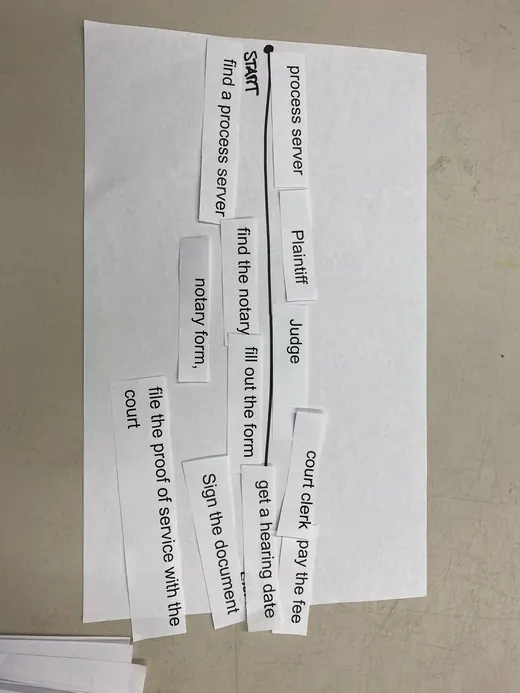 process server
Plaintiff
Judge
court clerk
pay the fee
START
find a process server
find the notary
fill out the form
get a hearing date
notary form,
Sign the document
file the proof of service with the
court